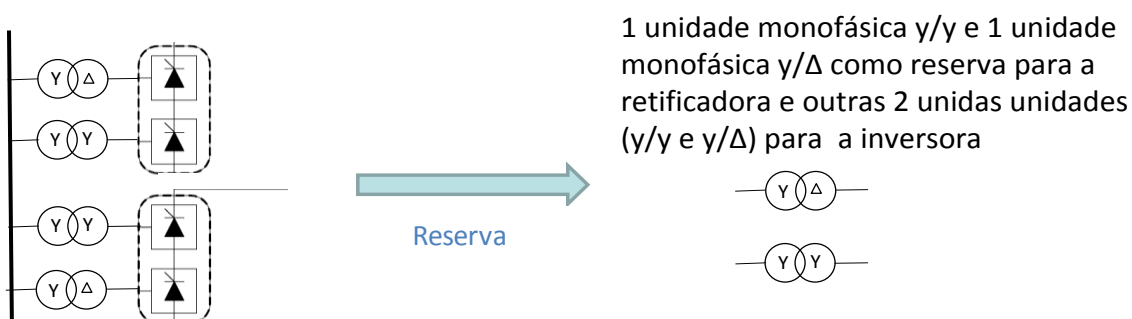 1 unidade monofásica y/y e 1 unidade
monofásica y/Δ como reserva para a
retificadora e outras 2 unidas unidades
(y/y e y/Δ) para a inversora
Y Δ
Y Y
Y Y
Y Δ
Reserva
Y Δ
Y Y